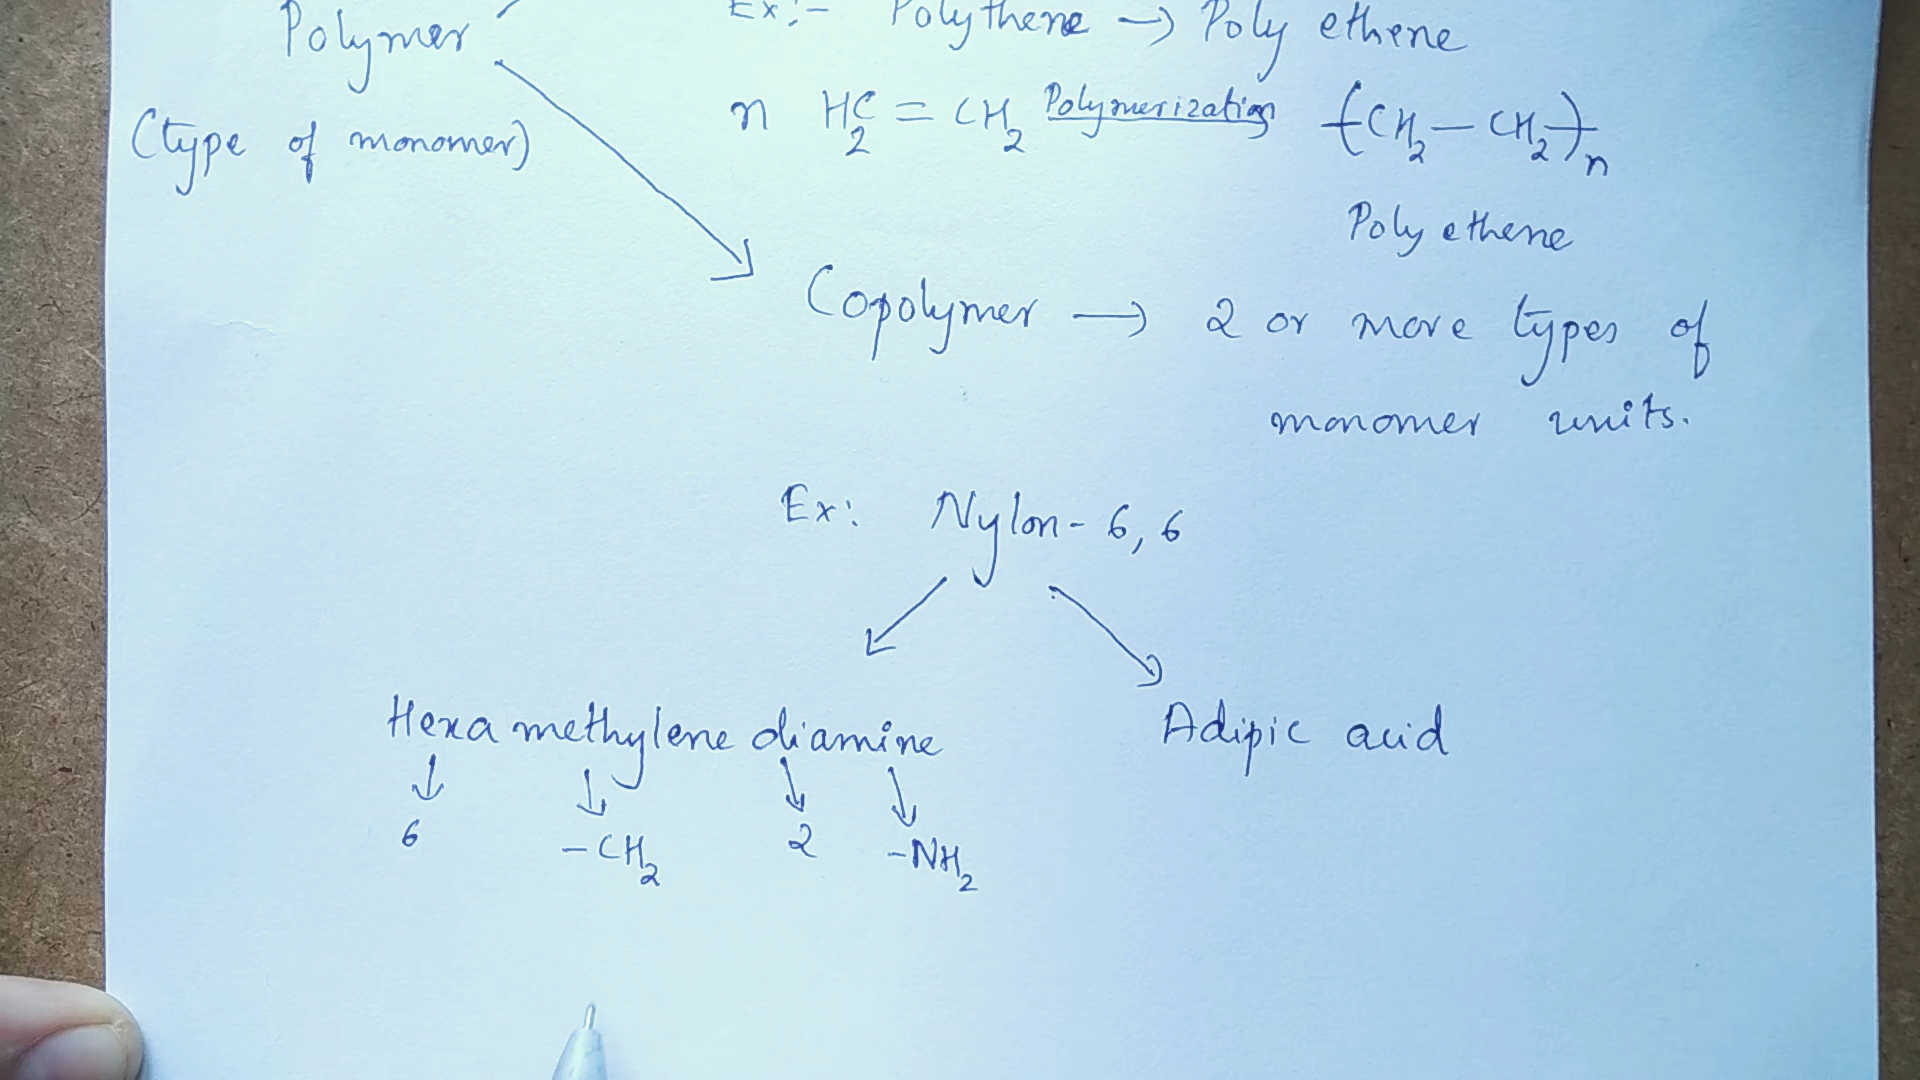 Ex:- Polythene → Poly ethene
Polymer
(type of monomer)
n H₂C = CH₂ Polymerization -(CH₂ - CH₂)-n
Poly ethene
Copolymer → 2 or more types of
monomer units.
Ex: Nylon - 6, 6
Hexa methylene diamine
Adipic acid
6 -CH₂ 2 -NH₂